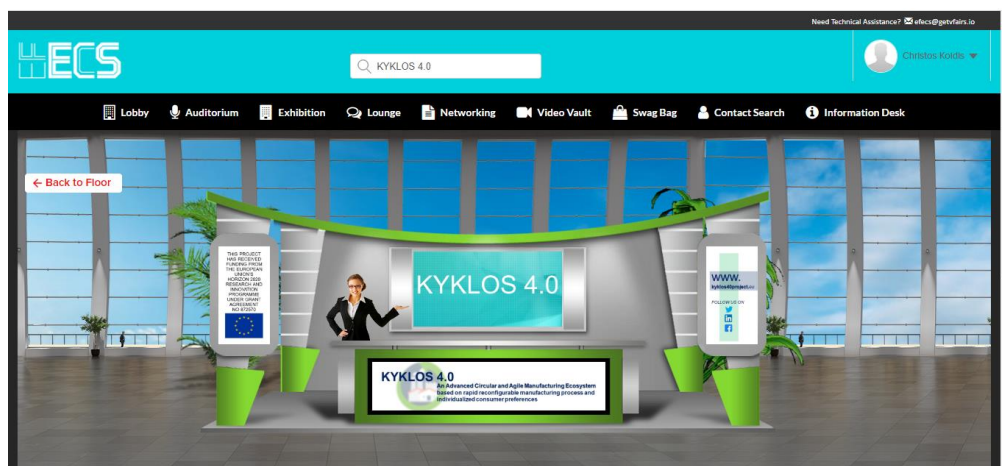 Need Technical Assistance? efecs@getvfairs.io
EFECS
KYKLOS 4.0
Christos Koidis
Lobby Auditorium Exhibition Lounge Networking Video Vault Swag Bag Contact Search Information Desk
← Back to Floor
THIS PROJECT
HAS RECEIVED
FUNDING FROM
THE EUROPEAN
UNION'S
HORIZON 2020
RESEARCH AND
INNOVATION
PROGRAMME
UNDER GRANT
AGREEMENT
NO 872570
KYKLOS 4.0
www.
kyklos40project.eu
FOLLOW US ON
KYKLOS 4.0
An Advanced Circular and Agile Manufacturing Ecosystem
based on rapid reconfigurable manufacturing process and
individualized consumer preferences